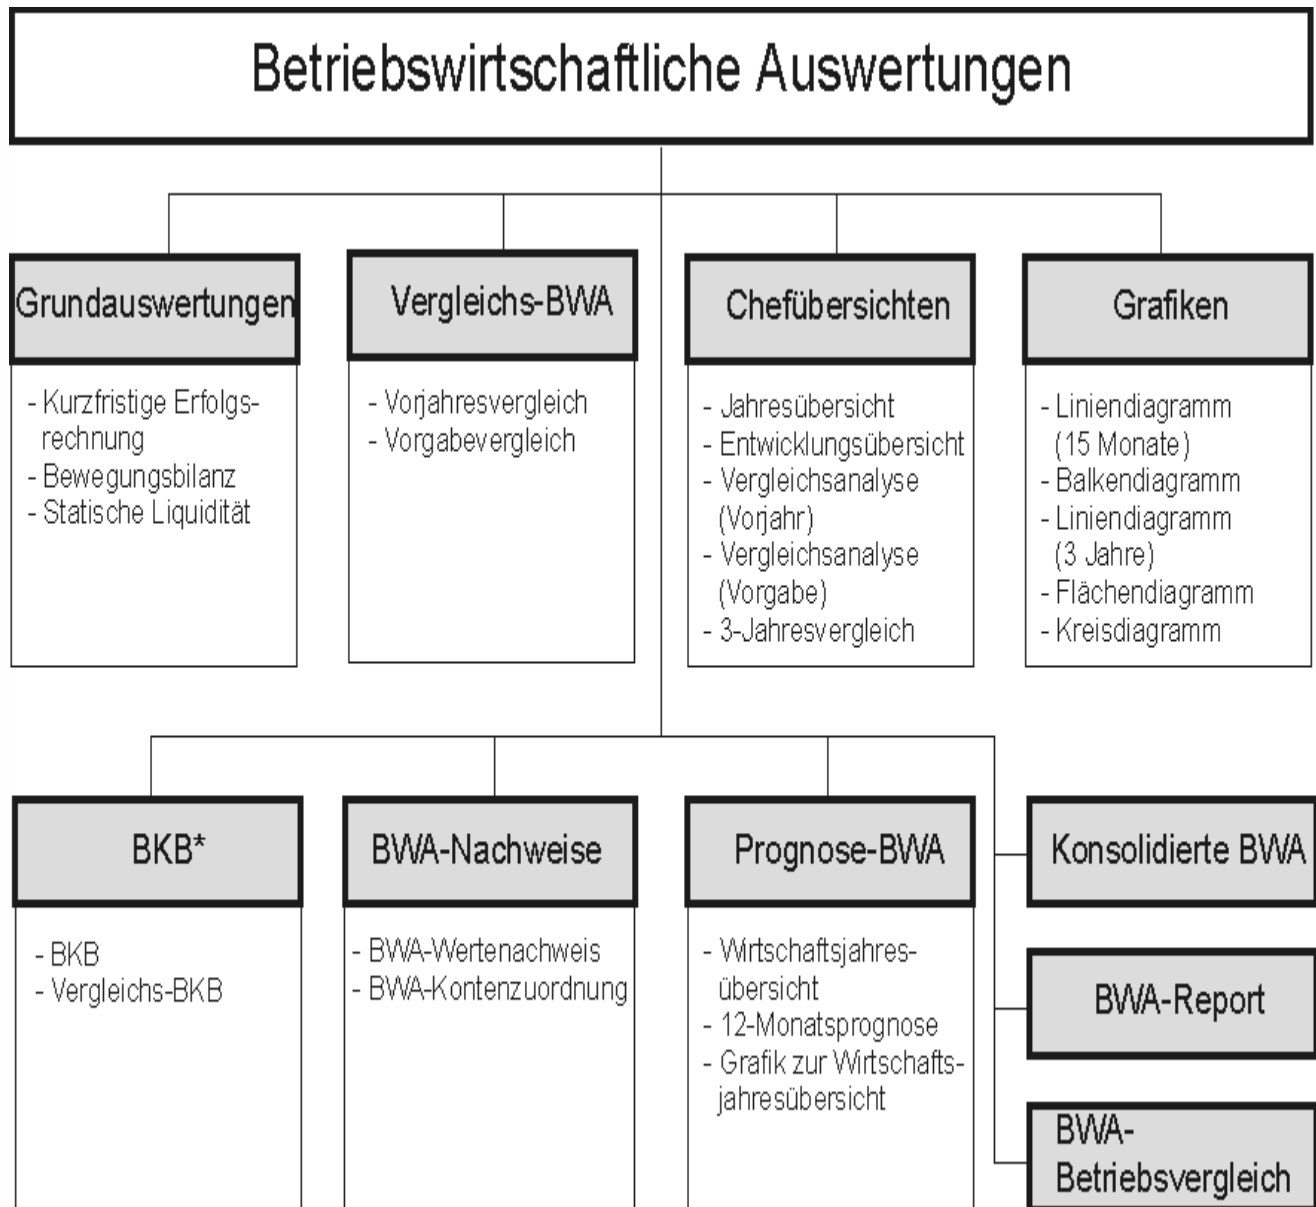 Betriebswirtschaftliche Auswertungen
Grundauswertungen
- Kurzfristige Erfolgs-
rechnung
- Bewegungsbilanz
- Statische Liquidität
Vergleichs-BWA
- Vorjahresvergleich
- Vorgabevergleich
Chefübersichten
- Jahresübersicht
- Entwicklungsübersicht
- Vergleichsanalyse
(Vorjahr)
- Vergleichsanalyse
(Vorgabe)
- 3-Jahresvergleich
Grafiken
- Liniendiagramm
(15 Monate)
- Balkendiagramm
- Liniendiagramm
(3 Jahre)
- Flächendiagramm
- Kreisdiagramm
BKB*
- BKB
- Vergleichs-BKB
BWA-Nachweise
- BWA-Wertenachweis
- BWA-Kontenzuordnung
Prognose-BWA
- Wirtschaftsjahres-
übersicht
- 12-Monatsprognose
- Grafik zur Wirtschafts-
jahresübersicht
Konsolidierte BWA
BWA-Report
BWA-
Betriebsvergleich